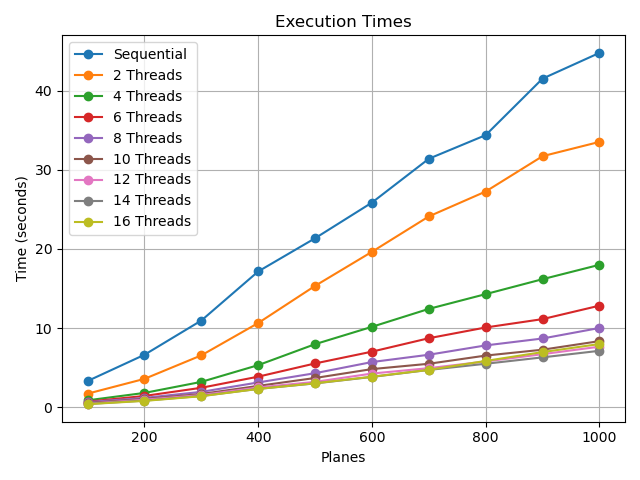 Execution Times
Sequential
2 Threads
4 Threads
6 Threads
8 Threads
10 Threads
12 Threads
14 Threads
16 Threads
Time (seconds)
40
30
20
10
0
200 400 600 800 1000
Planes